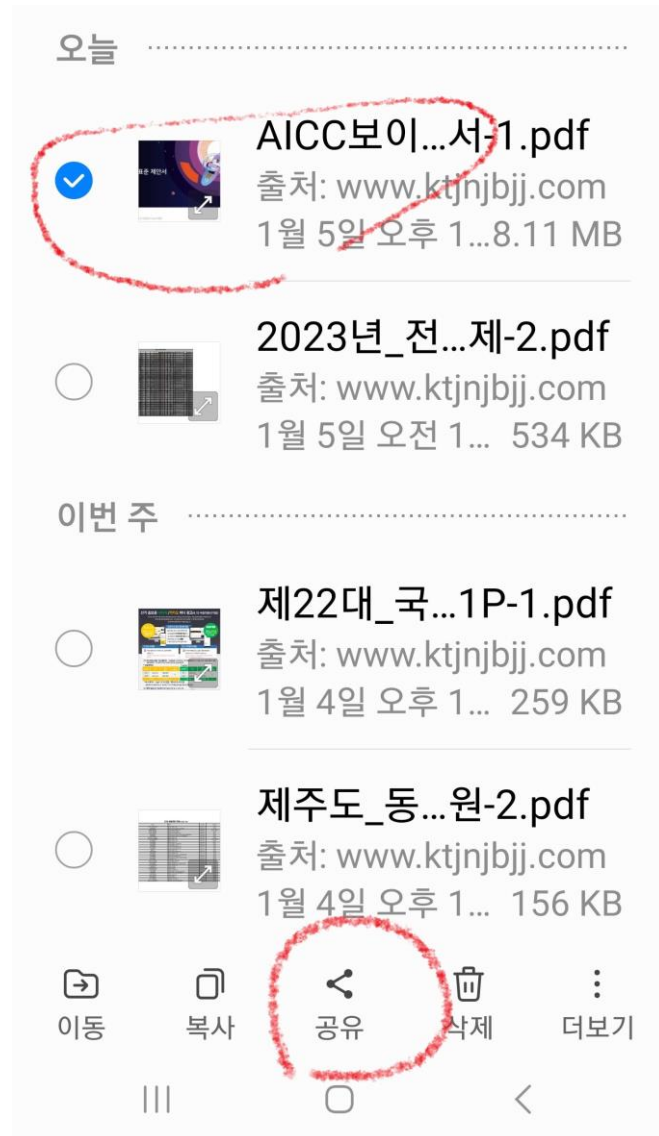 오늘
AICC보이...서-1.pdf
출처: www.ktjnjbjj.com
1월 5일 오후 1...8.11 MB
2023년_전...제-2.pdf
출처: www.ktjnjbjj.com
1월 5일 오전 1... 534 KB
이번 주
제22대_국...1P-1.pdf
출처: www.ktjnjbjj.com
1월 4일 오후 1... 259 KB
제주도_동...원-2.pdf
출처: www.ktjnjbjj.com
1월 4일 오후 1... 156 KB
이동 복사 공유 삭제 더보기